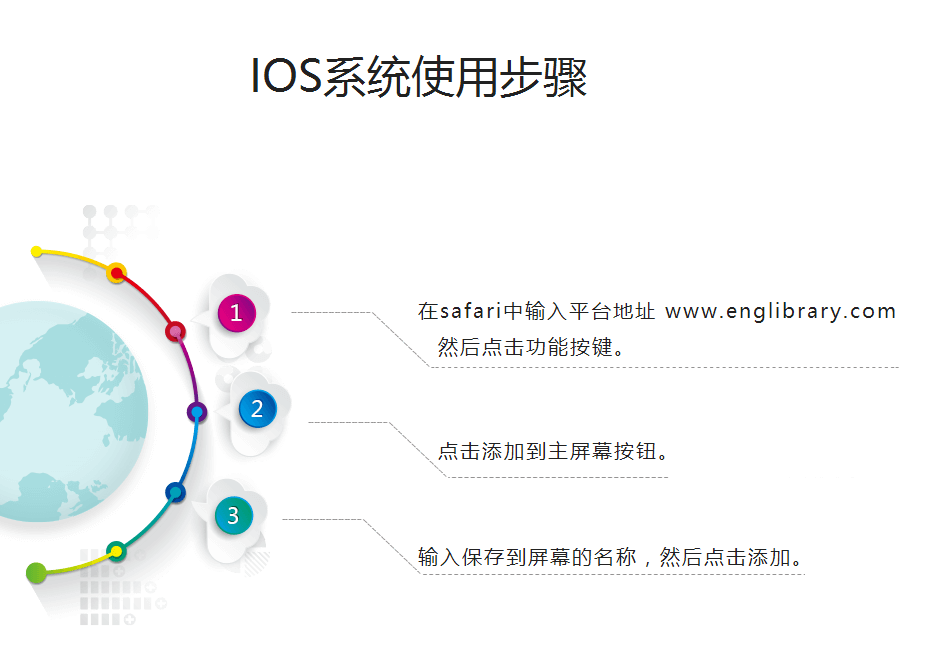 IOS系统使用步骤
1
在safari中输入平台地址 www.englibrary.com
然后点击功能按键。
2
点击添加到主屏幕按钮。
3
输入保存到屏幕的名称，然后点击添加。